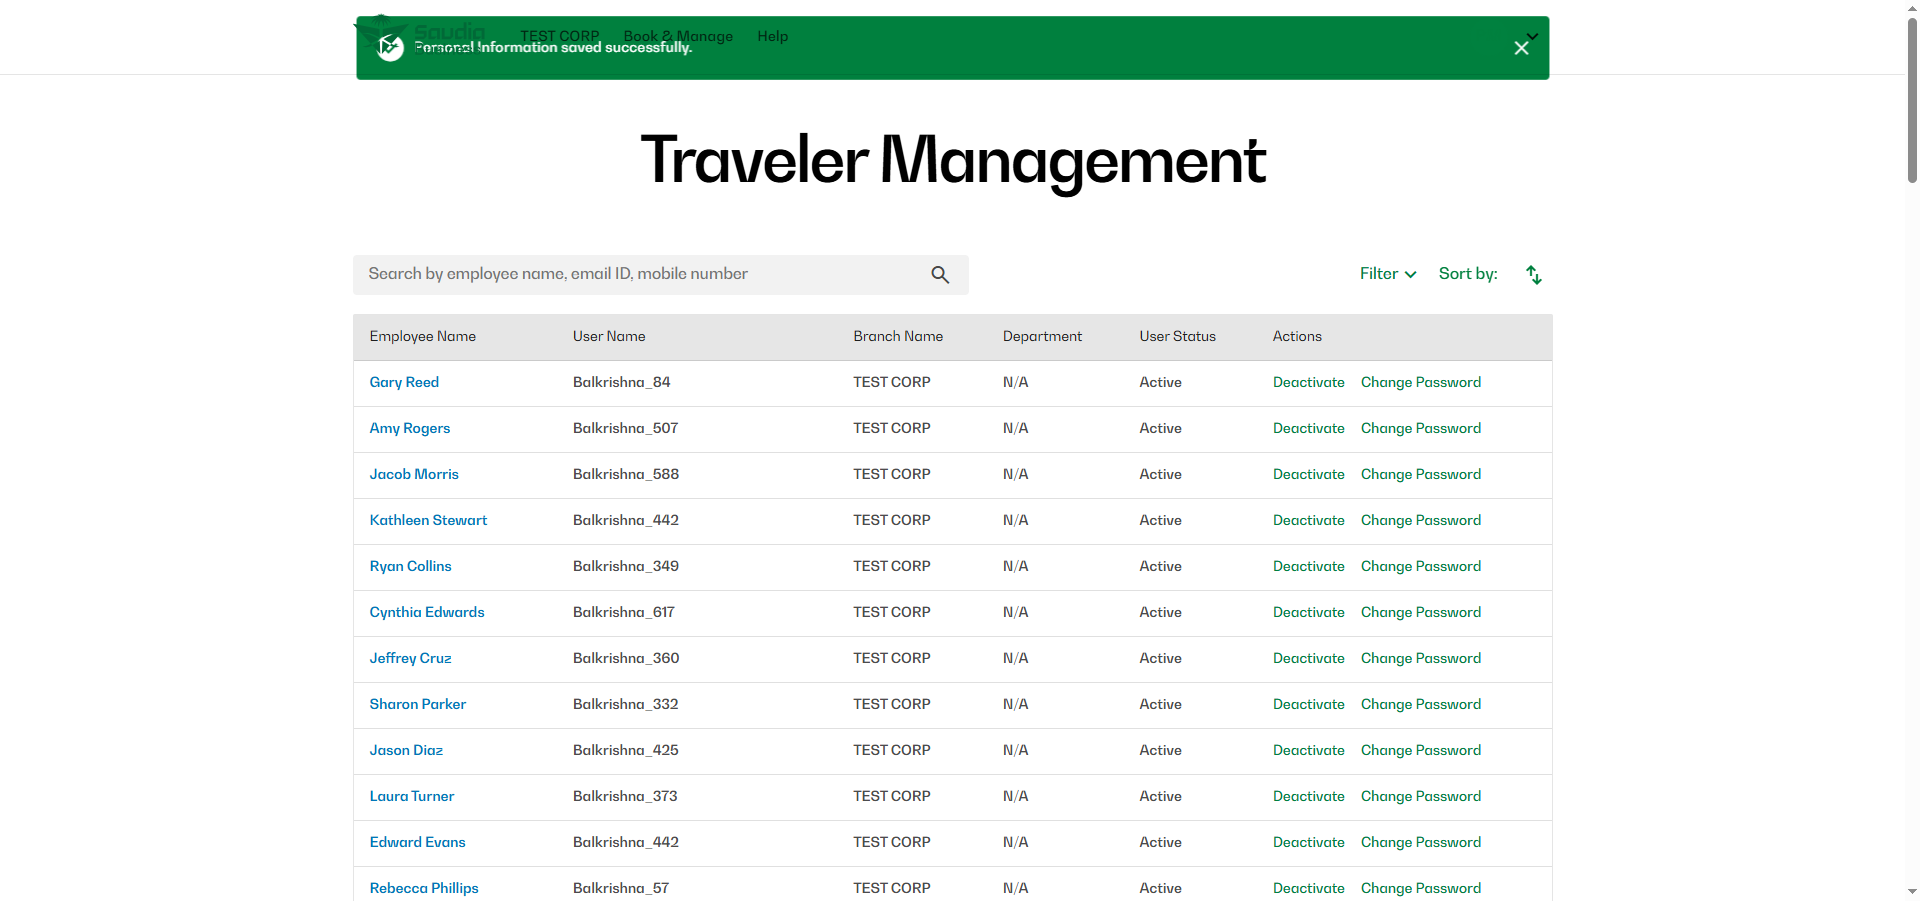 Saudia
Business
TEST CORP Book & Manage Help
Personal Information saved successfully.
Traveler Management
Search by employee name, email ID, mobile number
Filter Sort by:
Employee Name User Name Branch Name Department User Status Actions
Gary Reed Balkrishna_84 TEST CORP N/A Active Deactivate Change Password
Amy Rogers Balkrishna_507 TEST CORP N/A Active Deactivate Change Password
Jacob Morris Balkrishna_588 TEST CORP N/A Active Deactivate Change Password
Kathleen Stewart Balkrishna_442 TEST CORP N/A Active Deactivate Change Password
Ryan Collins Balkrishna_349 TEST CORP N/A Active Deactivate Change Password
Cynthia Edwards Balkrishna_617 TEST CORP N/A Active Deactivate Change Password
Jeffrey Cruz Balkrishna_360 TEST CORP N/A Active Deactivate Change Password
Sharon Parker Balkrishna_332 TEST CORP N/A Active Deactivate Change Password
Jason Diaz Balkrishna_425 TEST CORP N/A Active Deactivate Change Password
Laura Turner Balkrishna_373 TEST CORP N/A Active Deactivate Change Password
Edward Evans Balkrishna_442 TEST CORP N/A Active Deactivate Change Password
Rebecca Phillips Balkrishna_57 TEST CORP N/A Active Deactivate Change Password